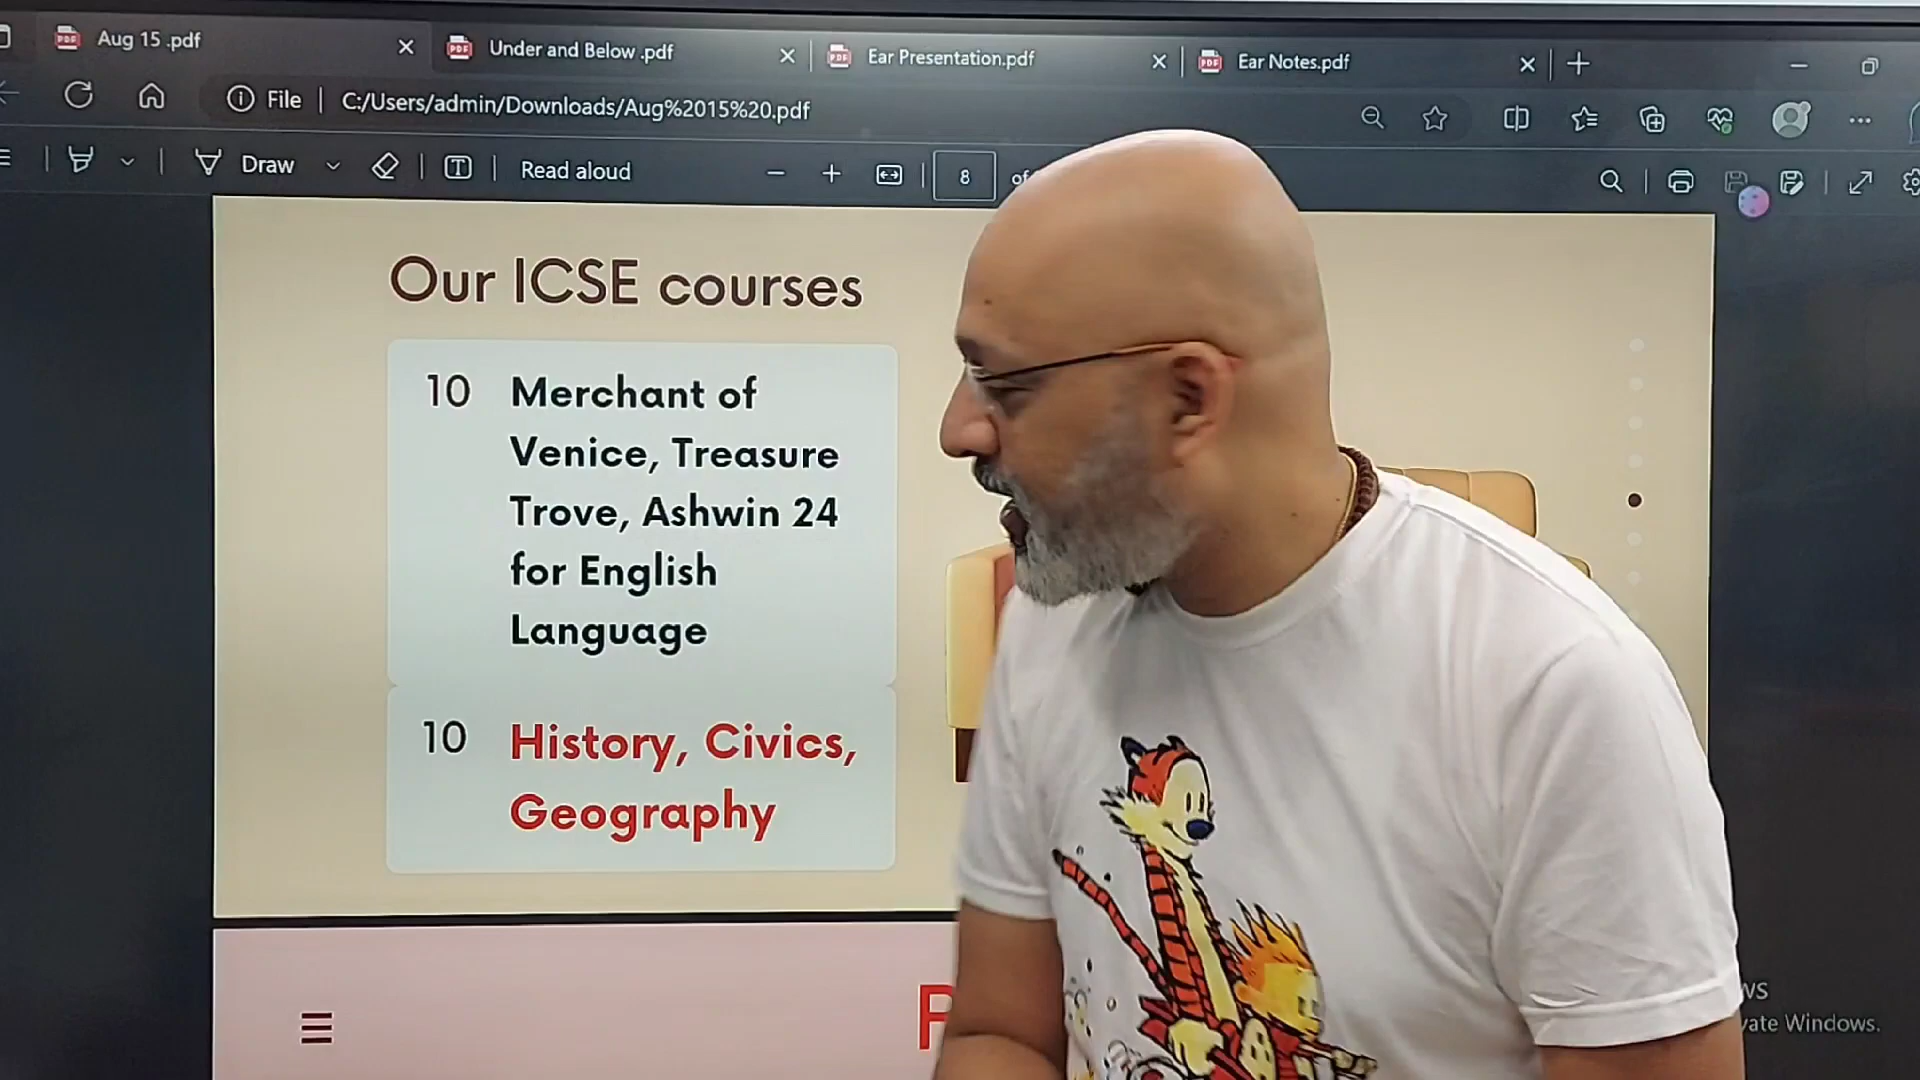 Aug 15 .pdf
Under and Below .pdf
Ear Presentation.pdf
Ear Notes.pdf
File
C:/Users/admin/Downloads/Aug%2015%20.pdf
Draw
Read aloud
8
of
Our ICSE courses
10 Merchant of
Venice, Treasure
Trove, Ashwin 24
for English
Language
10 History, Civics,
Geography
Windows.